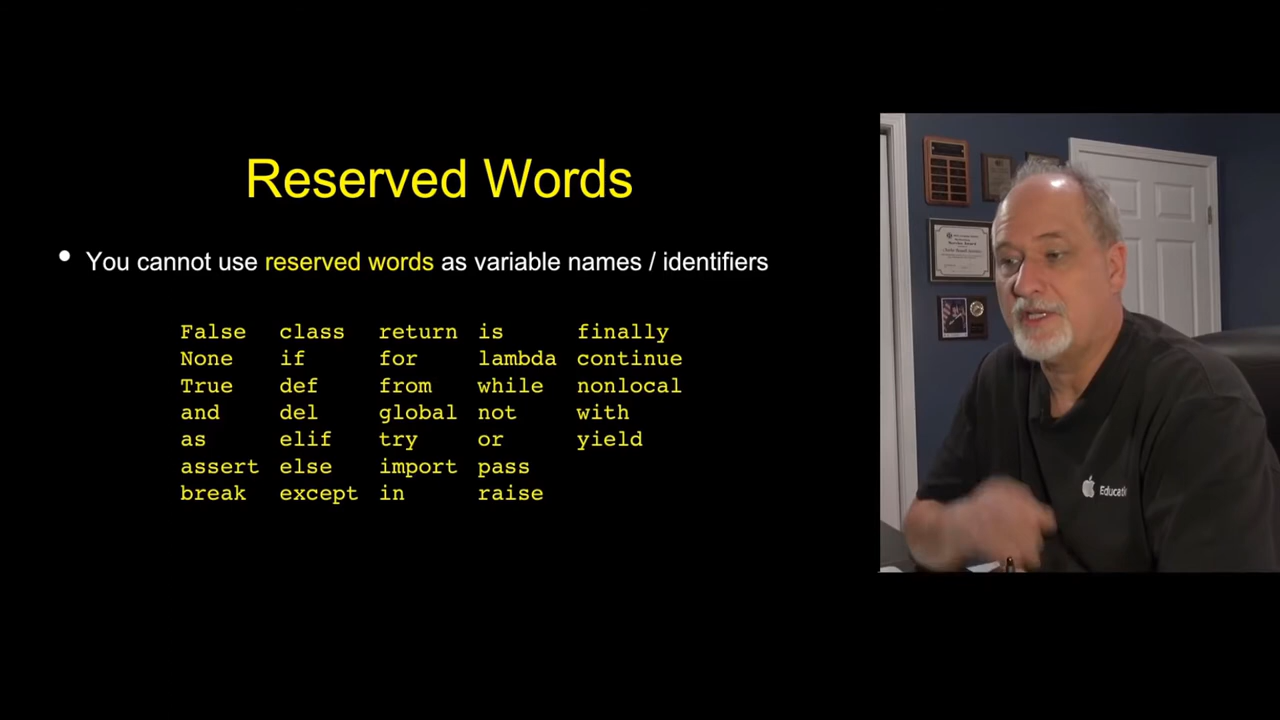 Reserved Words
• You cannot use reserved words as variable names / identifiers
False class return is finally
None if for lambda continue
True def from while nonlocal
and del global not with
as elif try or yield
assert else import pass
break except in raise